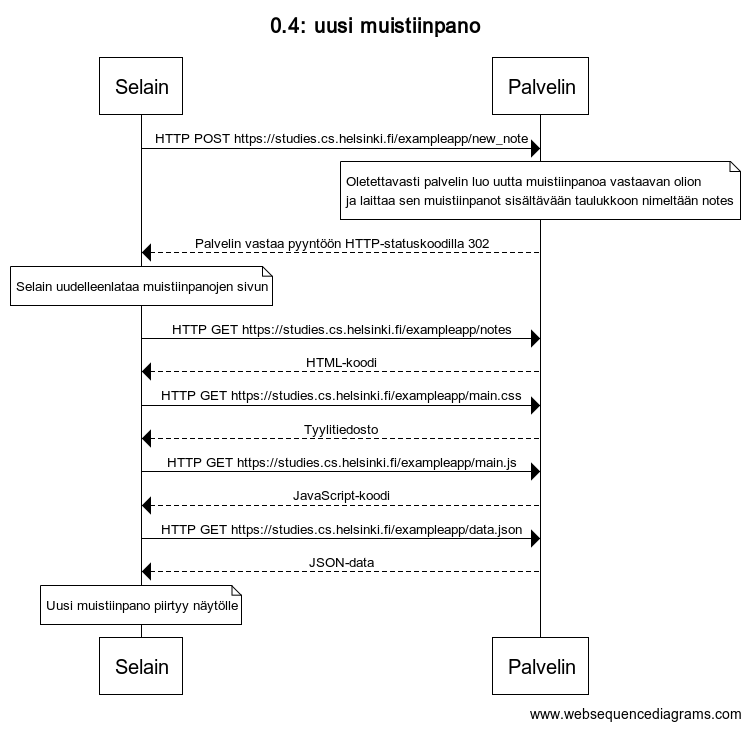 0.4: uusi muistiinpano
Selain
Palvelin
HTTP POST https://studies.cs.helsinki.fi/exampleapp/new_note
Oletettavasti palvelin luo uutta muistiinpanoa vastaavan olion
ja laittaa sen muistiinpanot sisältävään taulukkoon nimeltään notes
Palvelin vastaa pyyntöön HTTP-statuskoodilla 302
Selain uudelleenlataa muistiinpanojen sivun
HTTP GET https://studies.cs.helsinki.fi/exampleapp/notes
HTML-koodi
HTTP GET https://studies.cs.helsinki.fi/exampleapp/main.css
Tyylitiedosto
HTTP GET https://studies.cs.helsinki.fi/exampleapp/main.js
JavaScript-koodi
HTTP GET https://studies.cs.helsinki.fi/exampleapp/data.json
JSON-data
Uusi muistiinpano piirtyy näytölle
Selain
Palvelin
www.websequencediagrams.com